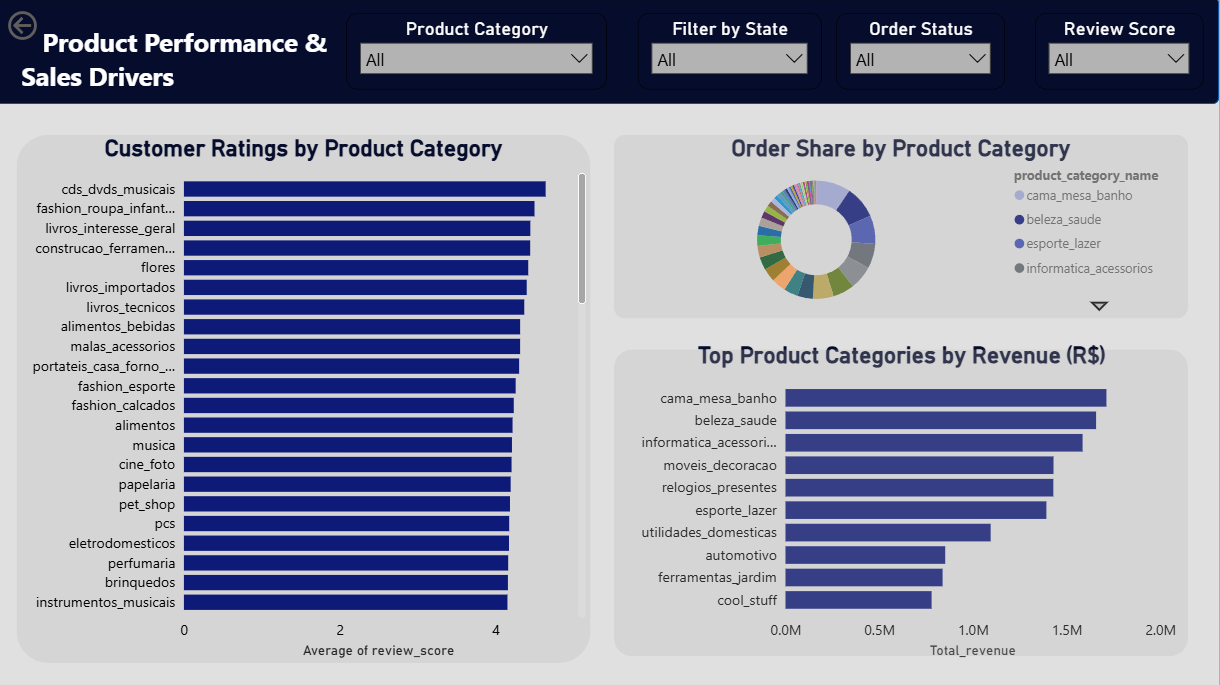 Product Performance &
Sales Drivers
Product Category
All
Filter by State
All
Order Status
All
Review Score
All
Customer Ratings by Product Category
cds_dvds_musicais
fashion_roupa_infant...
livros_interesse_geral
construcao_ferramen...
flores
livros_importados
livros_tecnicos
alimentos_bebidas
malas_acessorios
portateis_casa_forno_...
fashion_esporte
fashion_calcados
alimentos
musica
cine_foto
papelaria
pet_shop
pcs
eletrodomesticos
perfumaria
brinquedos
instrumentos_musicais
0 2 4
Average of review_score
Order Share by Product Category
product_category_name
cama_mesa_banho
beleza_saude
esporte_lazer
informatica_acessorios
Top Product Categories by Revenue (R$)
cama_mesa_banho
beleza_saude
informatica_acessori...
moveis_decoracao
relogios_presentes
esporte_lazer
utilidades_domesticas
automotivo
ferramentas_jardim
cool_stuff
0.0M 0.5M 1.0M 1.5M 2.0M
Total_revenue